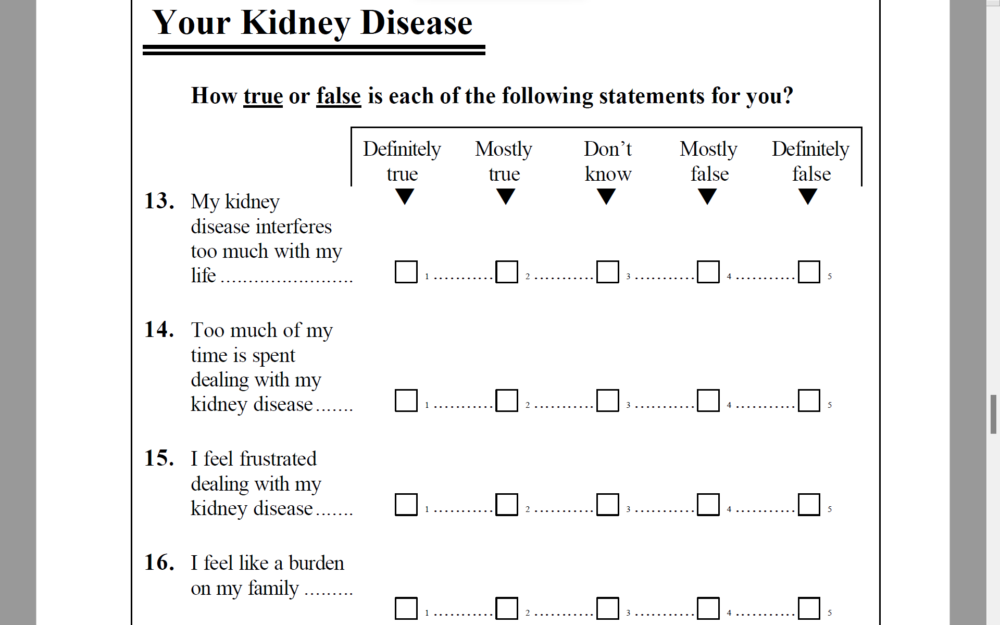 Your Kidney Disease
How true or false is each of the following statements for you?
Definitely Mostly Don’t Mostly Definitely
true true know false false
13. My kidney
disease interferes
too much with my
life ........................ 1 ........... 2 ........... 3 ........... 4 ........... 5
14. Too much of my
time is spent
dealing with my
kidney disease ....... 1 ........... 2 ........... 3 ........... 4 ........... 5
15. I feel frustrated
dealing with my
kidney disease ....... 1 ........... 2 ........... 3 ........... 4 ........... 5
16. I feel like a burden
on my family .........
1 ........... 2 ........... 3 ........... 4 ........... 5